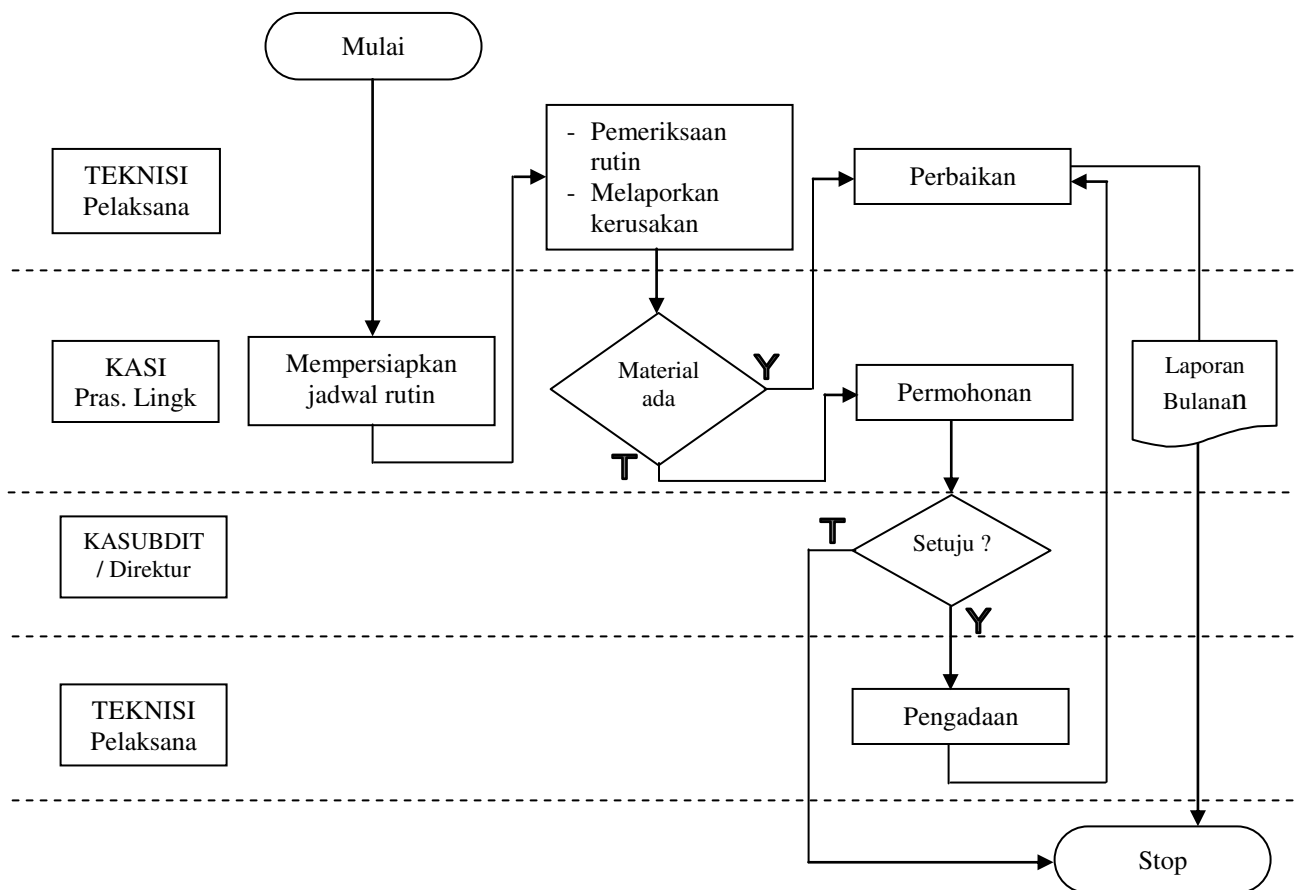 Mulai
- Pemeriksaan
rutin
- Melaporkan
kerusakan
TEKNISI
Pelaksana
Perbaikan
KASI
Pras. Lingk
Mempersiapkan
jadwal rutin
Material
ada
Y
T
Permohonan
Laporan
Bulanan
KASUBDIT
/ Direktur
T
Setuju ?
Y
TEKNISI
Pelaksana
Pengadaan
Stop